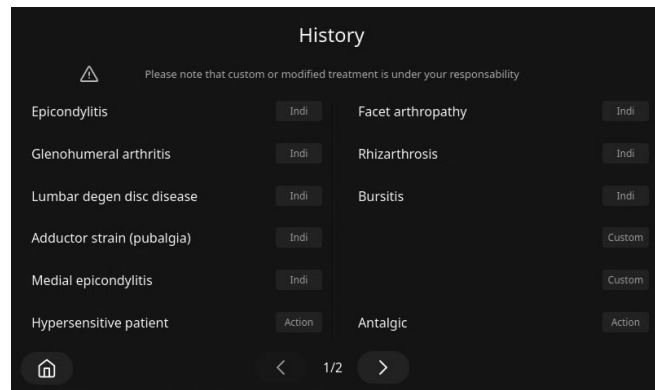 History
Please note that custom or modified treatment is under your responsability
Epicondylitis Indi Facet arthropathy Indi
Glenohumeral arthritis Indi Rhizarthrosis Indi
Lumbar degen disc disease Indi Bursitis Indi
Adductor strain (pubalgia) Indi Custom
Medial epicondylitis Indi Custom
Hypersensitive patient Action Antalgic Action
1/2